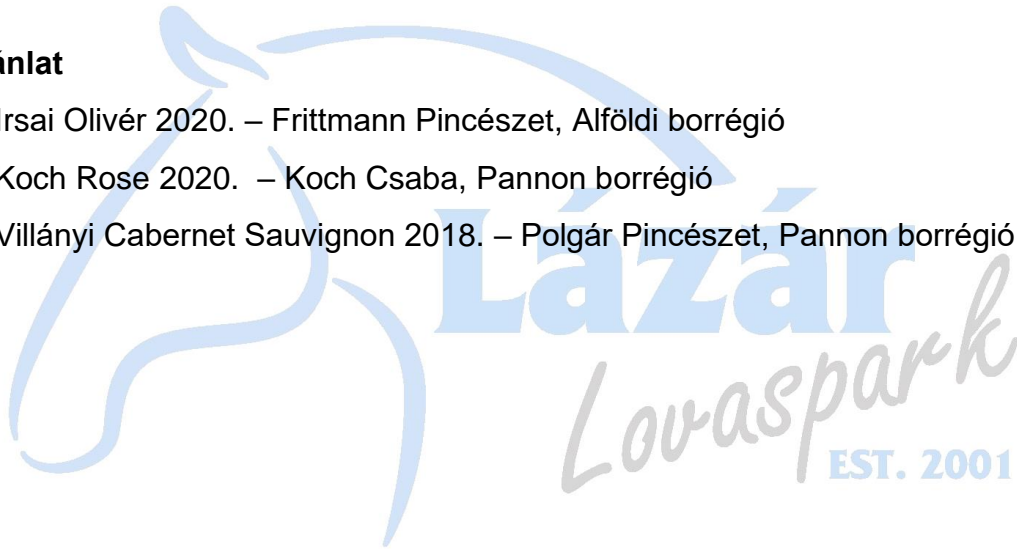 ánlat
Irsai Olivér 2020. – Frittmann Pincészet, Alföldi borrégió
Koch Rose 2020. – Koch Csaba, Pannon borrégió
Villányi Cabernet Sauvignon 2018. – Polgár Pincészet, Pannon borrégió
Lázár
Lovaspark
EST. 2001